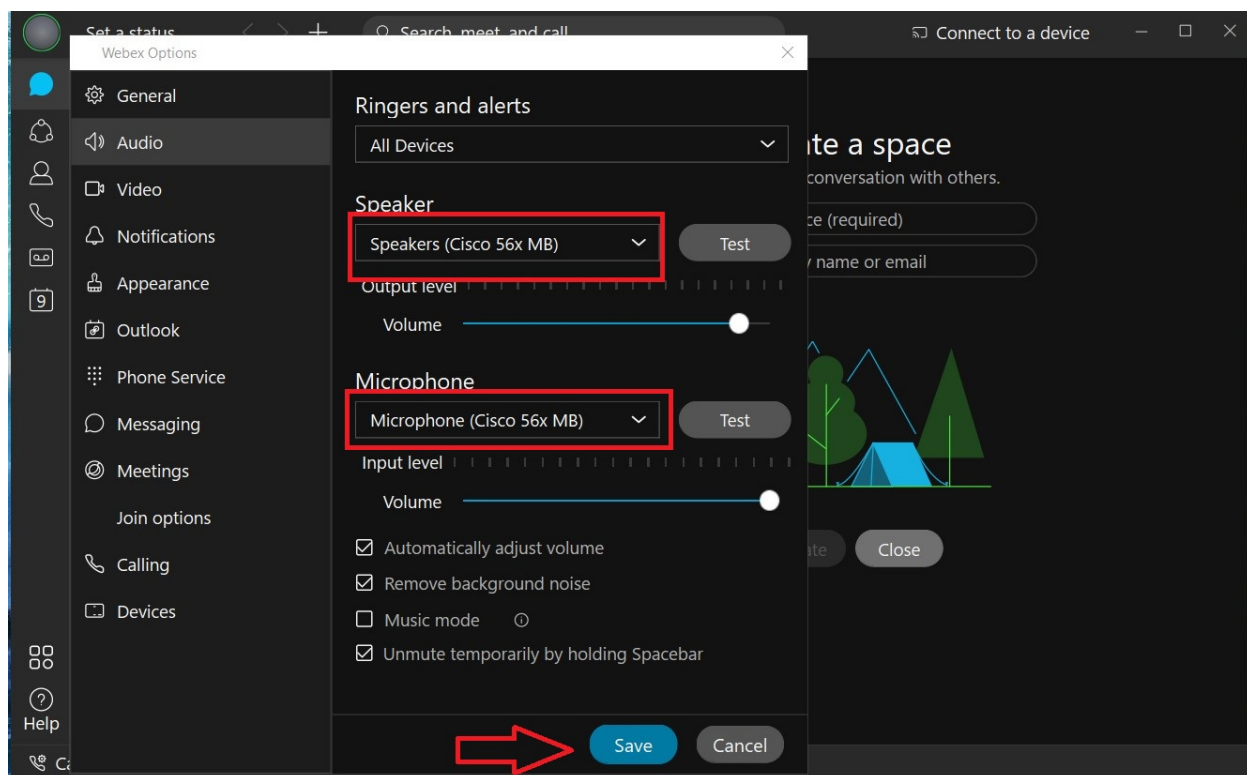 Set a status
Search, meet, and call
Connect to a device
Webex Options
General
Audio
Video
Notifications
Appearance
Outlook
Phone Service
Messaging
Meetings
Join options
Calling
Devices
Ringers and alerts
All Devices
Speaker
Speakers (Cisco 56x MB)
Test
Output level
Volume
Microphone
Microphone (Cisco 56x MB)
Test
Input level
Volume
Automatically adjust volume
Remove background noise
Music mode
Unmute temporarily by holding Spacebar
Save
Cancel
te a space
conversation with others.
(required)
name or email
Close
9
Help